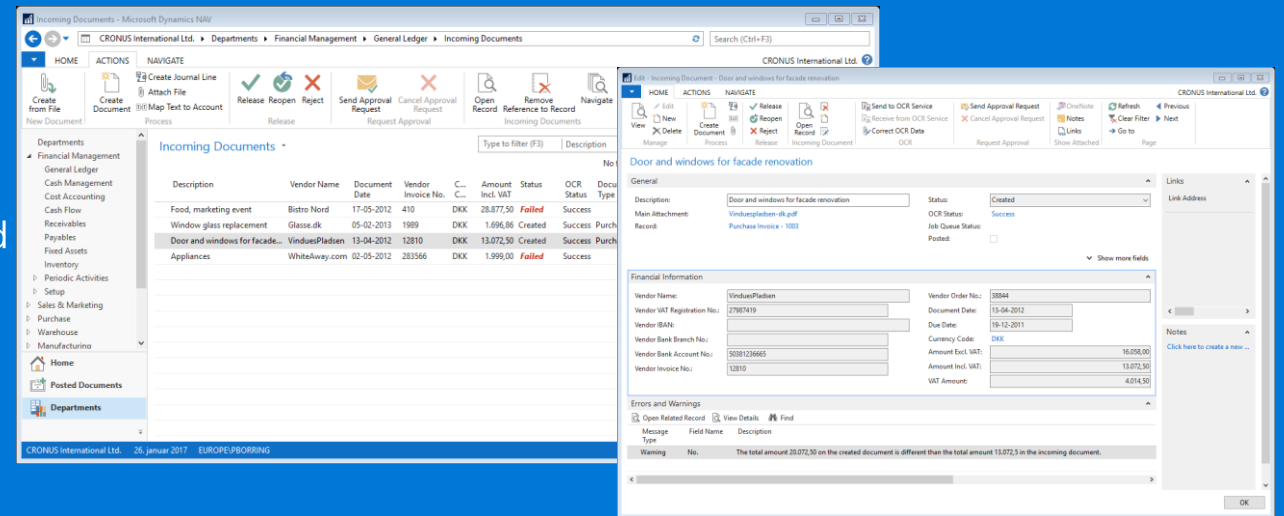 Incoming Documents - Microsoft Dynamics NAV
CRONUS International Ltd. ▸ Departments ▸ Financial Management ▸ General Ledger ▸ Incoming Documents
Search (Ctrl+F3)
HOME ACTIONS NAVIGATE
CRONUS International Ltd.
Create from File
Create Document
Create Journal Line
Attach File
Map Text to Account
Release Reopen Reject
Send Approval Request
Cancel Approval Request
Open Record
Remove Reference to Record
Navigate
New Document Process Release Request Approval Incoming Documents
Departments
Financial Management
General Ledger
Cash Management
Cost Accounting
Cash Flow
Receivables
Payables
Fixed Assets
Inventory
Periodic Activities
Setup
Sales & Marketing
Purchase
Warehouse
Manufacturing
Home
Posted Documents
Departments
Incoming Documents
Type to filter (F3) Description
Description Vendor Name Document Date Vendor Invoice No. C... C... Amount Incl. VAT Status OCR Status Docu Type
Food, marketing event Bistro Nord 17-05-2012 410 DKK 28.877,50 Failed Success
Window glass replacement Glasse.dk 05-02-2013 1989 DKK 1.696,86 Created Success Purch
Door and windows for facade... VinduesPladsen 13-04-2012 12810 DKK 13.072,50 Created Success Purch
Appliances WhiteAway.com 02-05-2012 283566 DKK 1.999,00 Failed Success
CRONUS International Ltd. 26. januar 2017 EUROPE\PBORRING
Edit - Incoming Document - Door and windows for facade renovation
HOME ACTIONS NAVIGATE
CRONUS International Ltd.
View
Edit
New
Delete
Create Document
Release
Reopen
Reject
Open Record
Send to OCR Service
Receive from OCR Service
Correct OCR Data
Send Approval Request
Cancel Approval Request
OneNote
Notes
Links
Refresh
Clear Filter
Go to
Previous
Next
Manage Process Release Incoming Document OCR Request Approval Show Attached Page
Door and windows for facade renovation
General
Description: Door and windows for facade renovation
Main Attachment: Vinduespladsen-dk.pdf
Record: Purchase Invoice - 1003
Status: Created
OCR Status: Success
Job Queue Status:
Posted:
Show more fields
Financial Information
Vendor Name: VinduesPladsen
Vendor VAT Registration No.: 27987419
Vendor IBAN:
Vendor Bank Branch No.:
Vendor Bank Account No.: 50381236665
Vendor Invoice No.: 12810
Vendor Order No.: 38844
Document Date: 13-04-2012
Due Date: 19-12-2011
Currency Code: DKK
Amount Excl. VAT: 16.058,00
Amount Incl. VAT: 13.072,50
VAT Amount: 4.014,50
Errors and Warnings
Open Related Record View Details Find
Message Type Field Name Description
Warning No. The total amount 20.072,50 on the created document is different than the total amount 13.072,5 in the incoming document.
Links
Link Address
Notes
Click here to create a new ...
OK